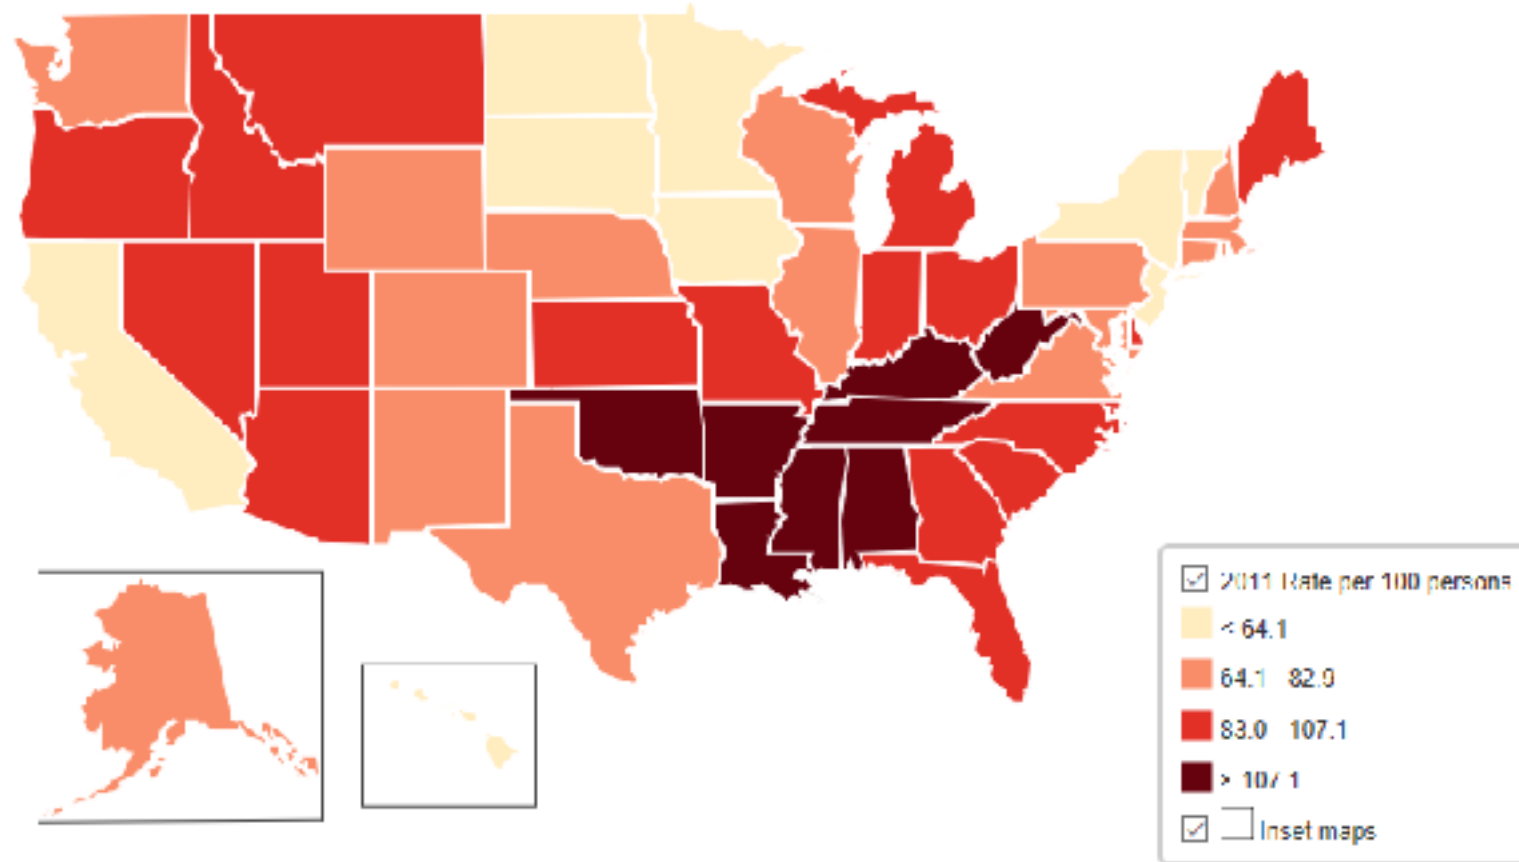 2011 Rate per 100 persons
< 64.1
64.1 82.9
83.0 107.1
> 107.1
Inset maps